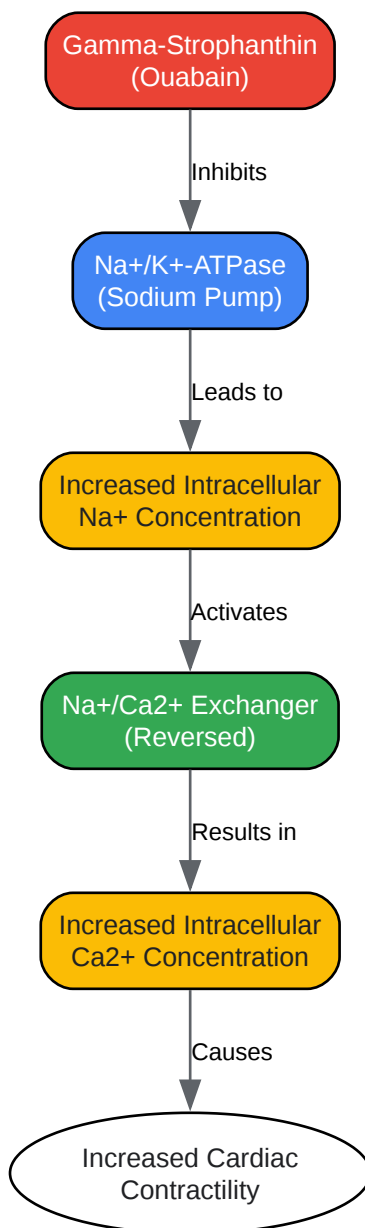 Gamma-Strophanthin
(Ouabain)
Inhibits
Na+/K+-ATPase
(Sodium Pump)
Leads to
Increased Intracellular
Na+ Concentration
Activates
Na+/Ca2+ Exchanger
(Reversed)
Results in
Increased Intracellular
Ca2+ Concentration
Causes
Increased Cardiac
Contractility